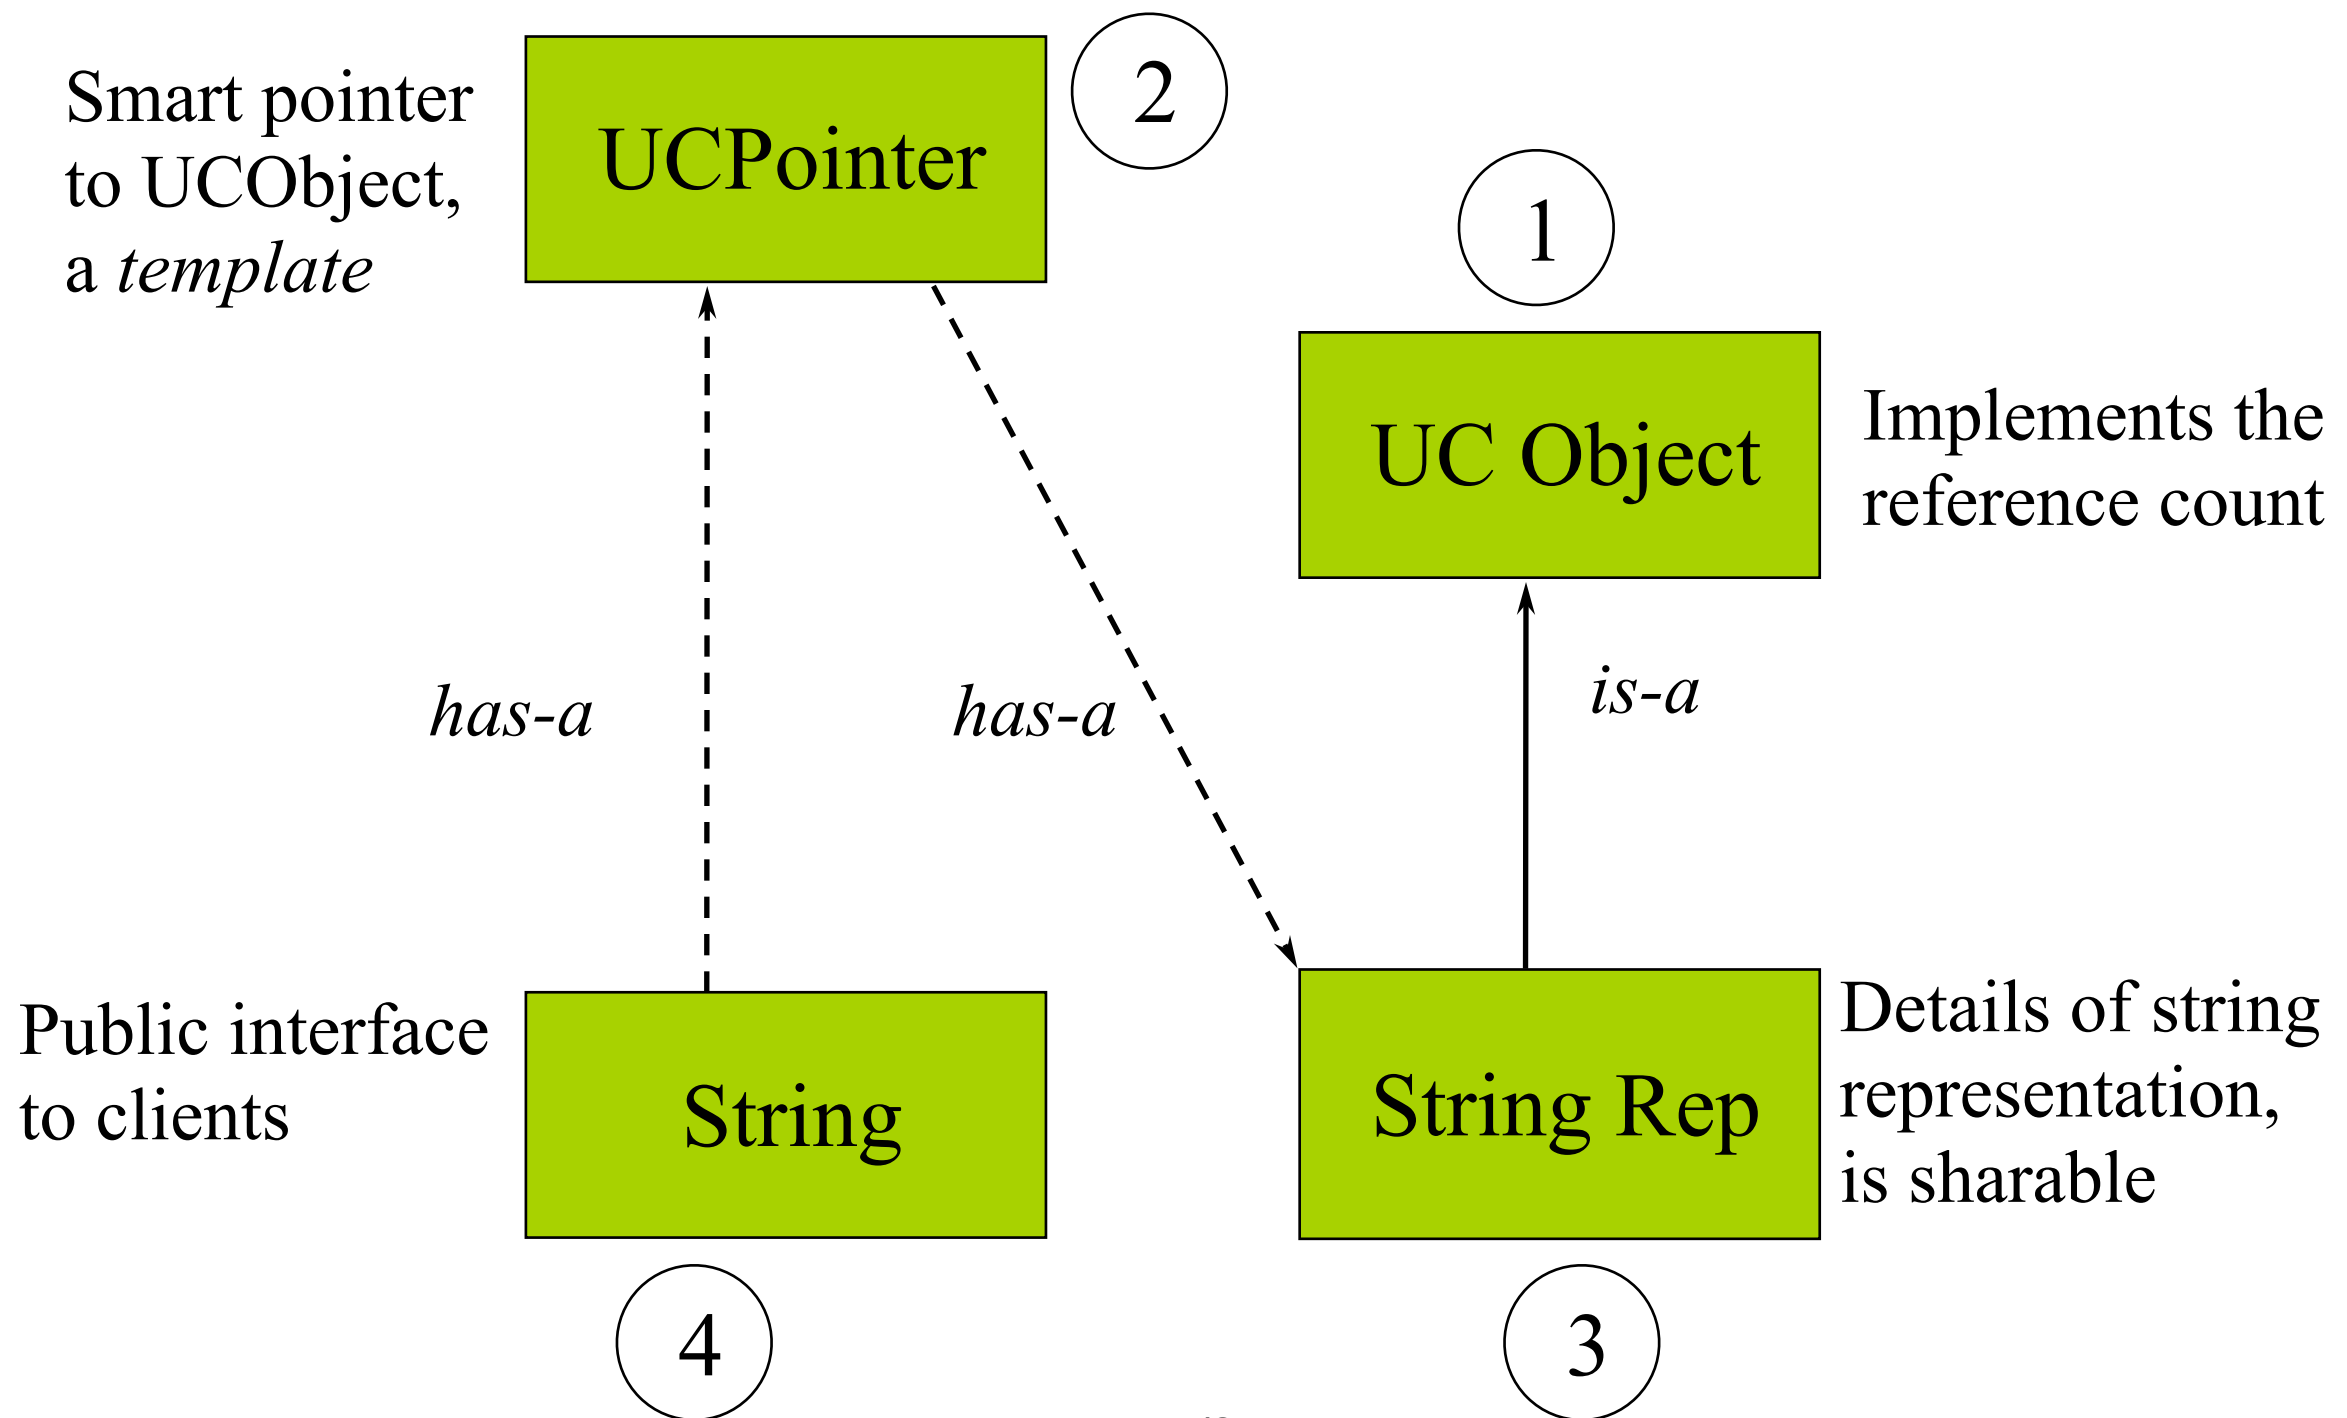 Smart pointer
to UCObject,
a template
UCPointer
2
1
UC Object
Implements the
reference count
has-a
has-a
is-a
Public interface
to clients
String
String Rep
Details of string
representation,
is sharable
4
3